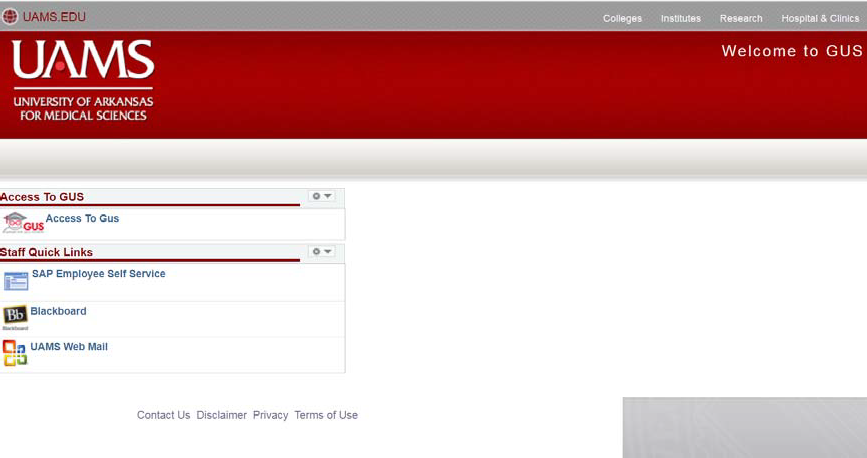 UAMS.EDU
Colleges Institutes Research Hospital & Clinics
UAMS
UNIVERSITY OF ARKANSAS
FOR MEDICAL SCIENCES
Welcome to GUS
Access To GUS
GUS Access To Gus
Staff Quick Links
SAP Employee Self Service
Bb Blackboard
Blackboard
UAMS Web Mail
Contact Us Disclaimer Privacy Terms of Use